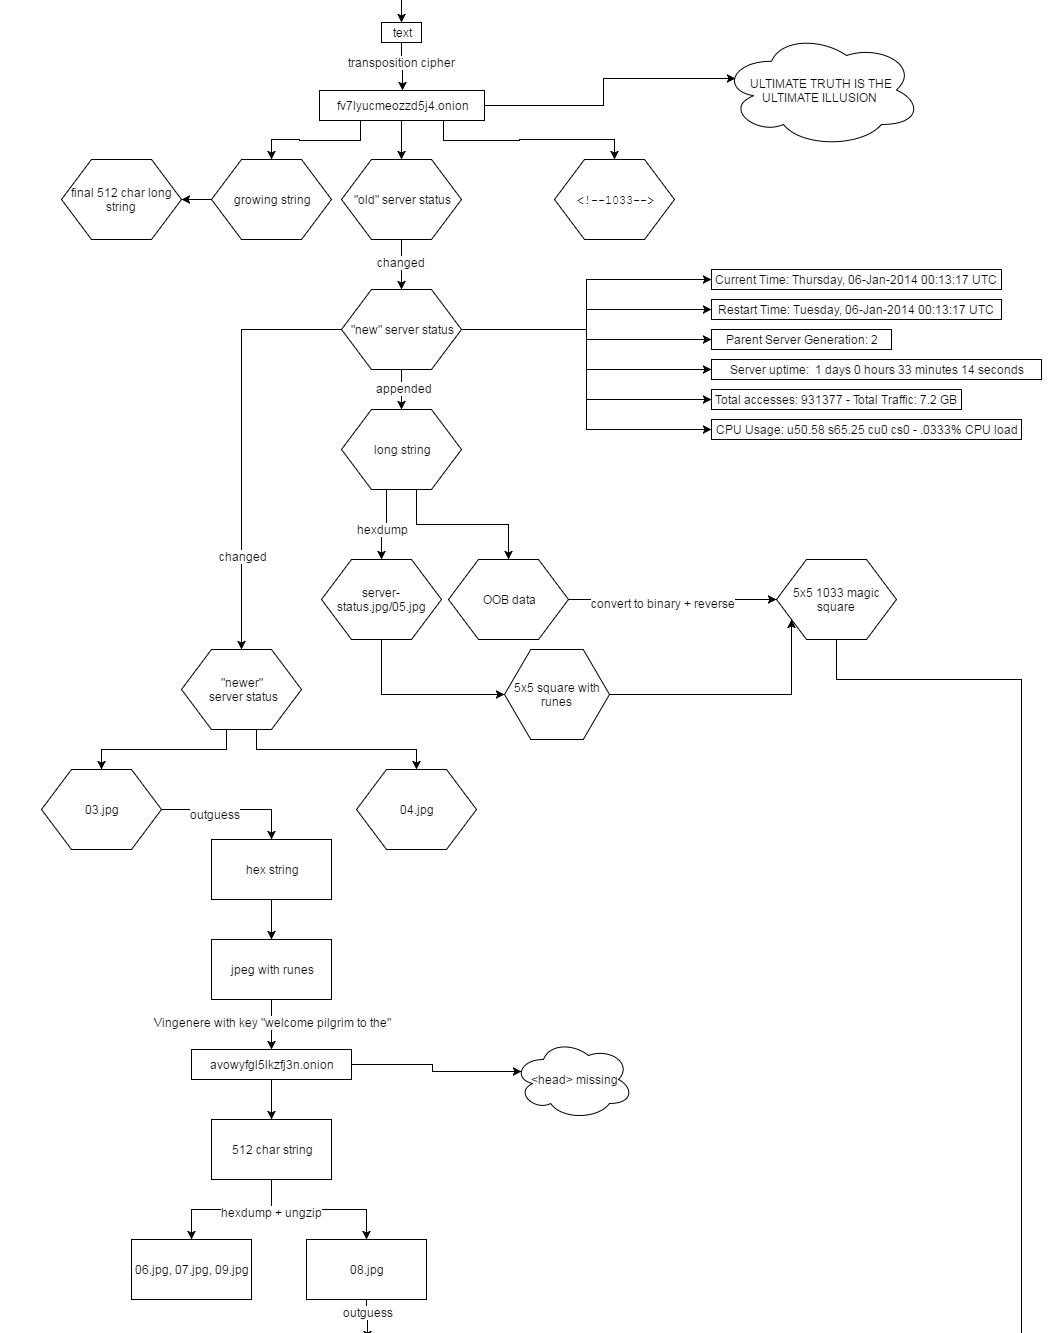 text
transposition cipher
fv7lyucmeozzd5j4.onion
ULTIMATE TRUTH IS THE
ULTIMATE ILLUSION
final 512 char long
string
growing string
"old" server status
<!--1033-->
changed
"new" server status
Current Time: Thursday, 06-Jan-2014 00:13:17 UTC
Restart Time: Tuesday, 06-Jan-2014 00:13:17 UTC
Parent Server Generation: 2
Server uptime:  1 days 0 hours 33 minutes 14 seconds
Total accesses: 931377 - Total Traffic: 7.2 GB
CPU Usage: u50.58 s65.25 cu0 cs0 - .0333% CPU load
appended
long string
hexdump
changed
server-
status.jpg/05.jpg
OOB data
convert to binary + reverse
5x5 1033 magic
square
"newer"
server status
5x5 square with
runes
03.jpg
outguess
04.jpg
hex string
jpeg with runes
Vingenere with key "welcome pilgrim to the"
avowyfgl5lkzfj3n.onion
<head> missing
512 char string
hexdump + ungzip
06.jpg, 07.jpg, 09.jpg
08.jpg
outguess